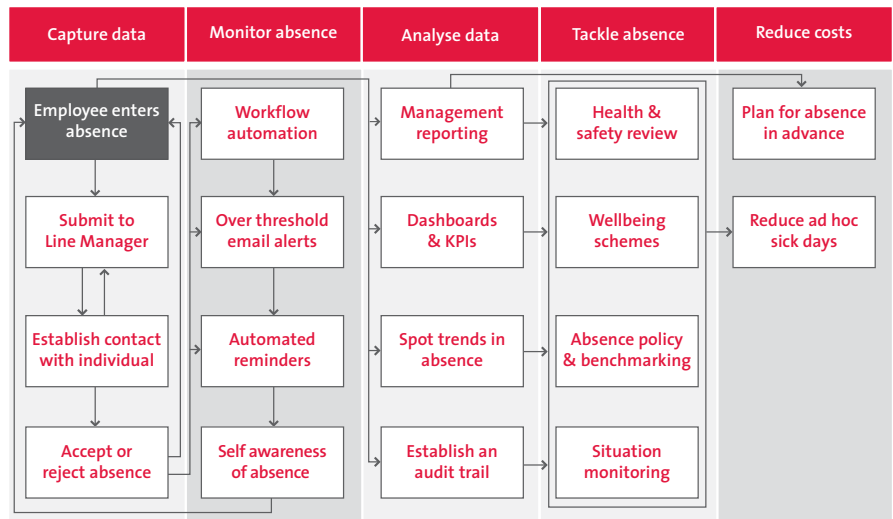 Capture data
Monitor absence
Analyse data
Tackle absence
Reduce costs
Employee enters
absence
Submit to
Line Manager
Establish contact
with individual
Accept or
reject absence
Workflow
automation
Over threshold
email alerts
Automated
reminders
Self awareness
of absence
Management
reporting
Dashboards
& KPIs
Spot trends in
absence
Establish an
audit trail
Health &
safety review
Wellbeing
schemes
Absence policy
& benchmarking
Situation
monitoring
Plan for absence
in advance
Reduce ad hoc
sick days